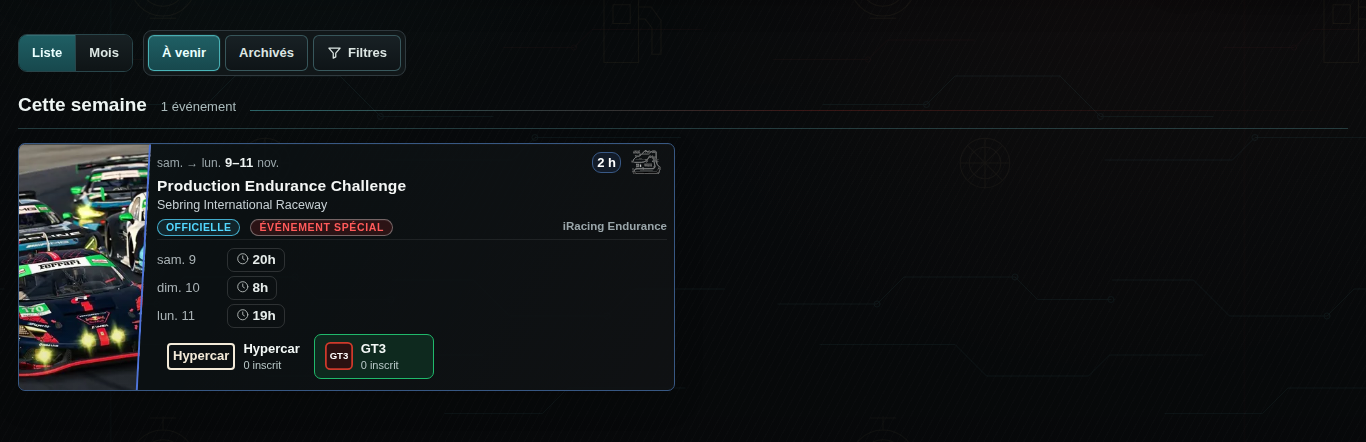 Liste
Mois
À venir
Archivés
Filtres
Cette semaine
1 événement
sam. → lun. 9–11 nov.
2 h
Production Endurance Challenge
Sebring International Raceway
OFFICIELLE
ÉVÉNEMENT SPÉCIAL
iRacing Endurance
sam. 9
20h
dim. 10
8h
lun. 11
19h
Hypercar
Hypercar
0 inscrit
GT3
GT3
0 inscrit
Ferrari